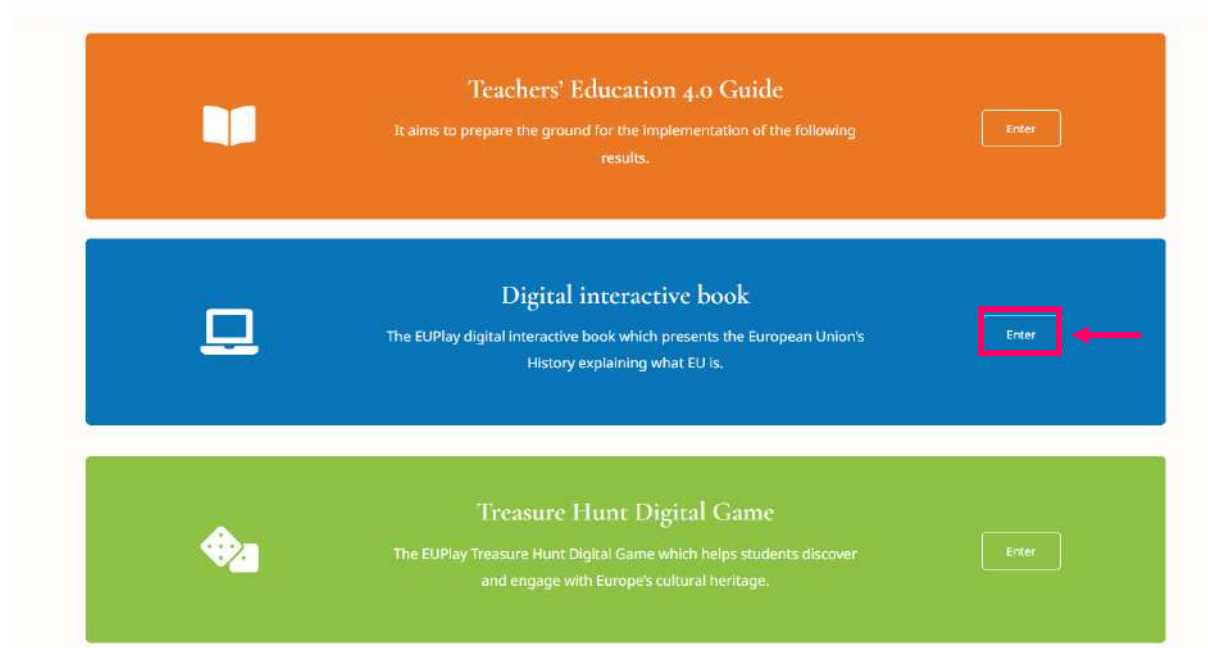 Teachers' Education 4.0 Guide
It aims to prepare the ground for the implementation of the following
results.
Enter
Digital interactive book
The EUPlay digital interactive book which presents the European Union's
History explaining what EU is.
Enter
Treasure Hunt Digital Game
The EUPlay Treasure Hunt Digital Game which helps students discover
and engage with Europe's cultural heritage.
Enter